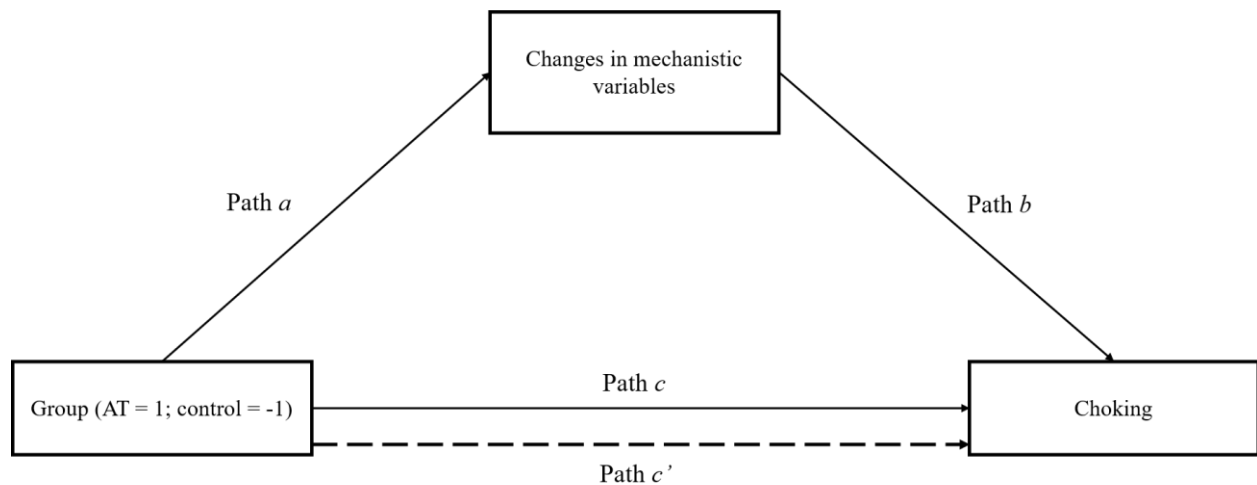 Changes in mechanistic
variables
Path a
Path b
Path c
Group (AT = 1; control = -1)
Choking
Path c’